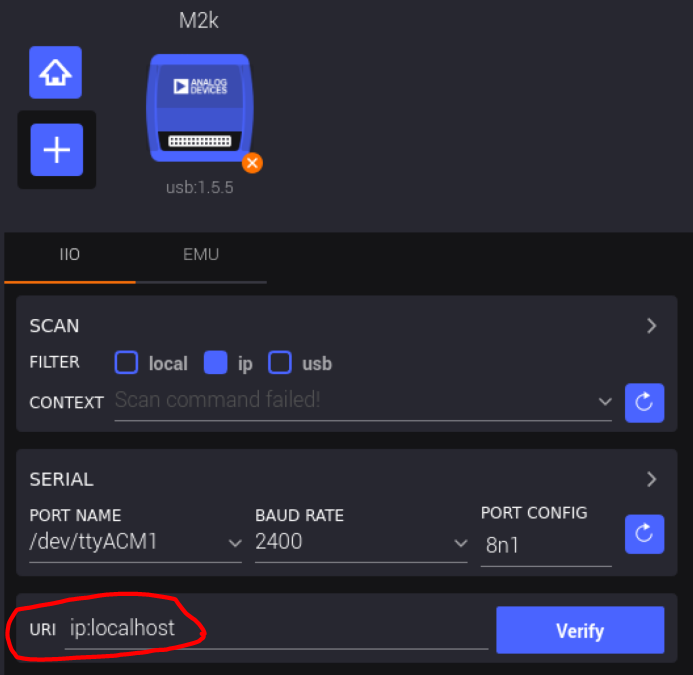 M2k
ANALOG
DEVICES
usb:1.5.5
IIO EMU
SCAN
FILTER local ip usb
CONTEXT Scan command failed!
SERIAL
PORT NAME BAUD RATE PORT CONFIG
/dev/ttyACM1 2400 8n1
URI ip:localhost Verify